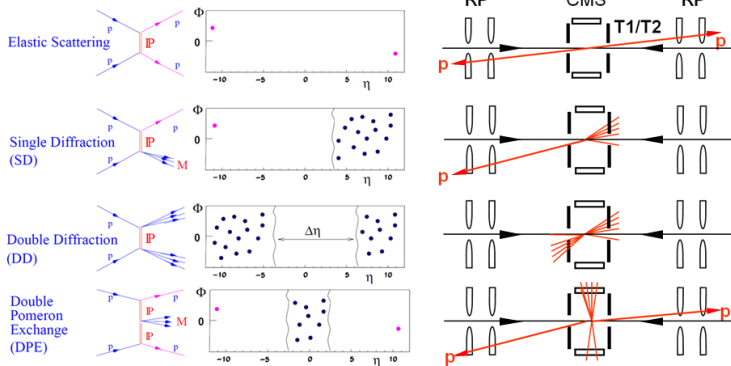 RP CMS RP
Elastic Scattering
p p
ℙ
p p
Φ
0
-10 -5 0 5 10
η
T1/T2
p
p
Single Diffraction
(SD)
p p
ℙ
p
M
Φ
0
-10 -5 0 5 10
η
p
Double Diffraction
(DD)
p
ℙ
p
Φ
0
Δη
-10 -5 0 5 10
η
Double
Pomeron
Exchange
(DPE)
p p
ℙ
M
ℙ
p p
Φ
0
-10 -5 0 5 10
η
p
p